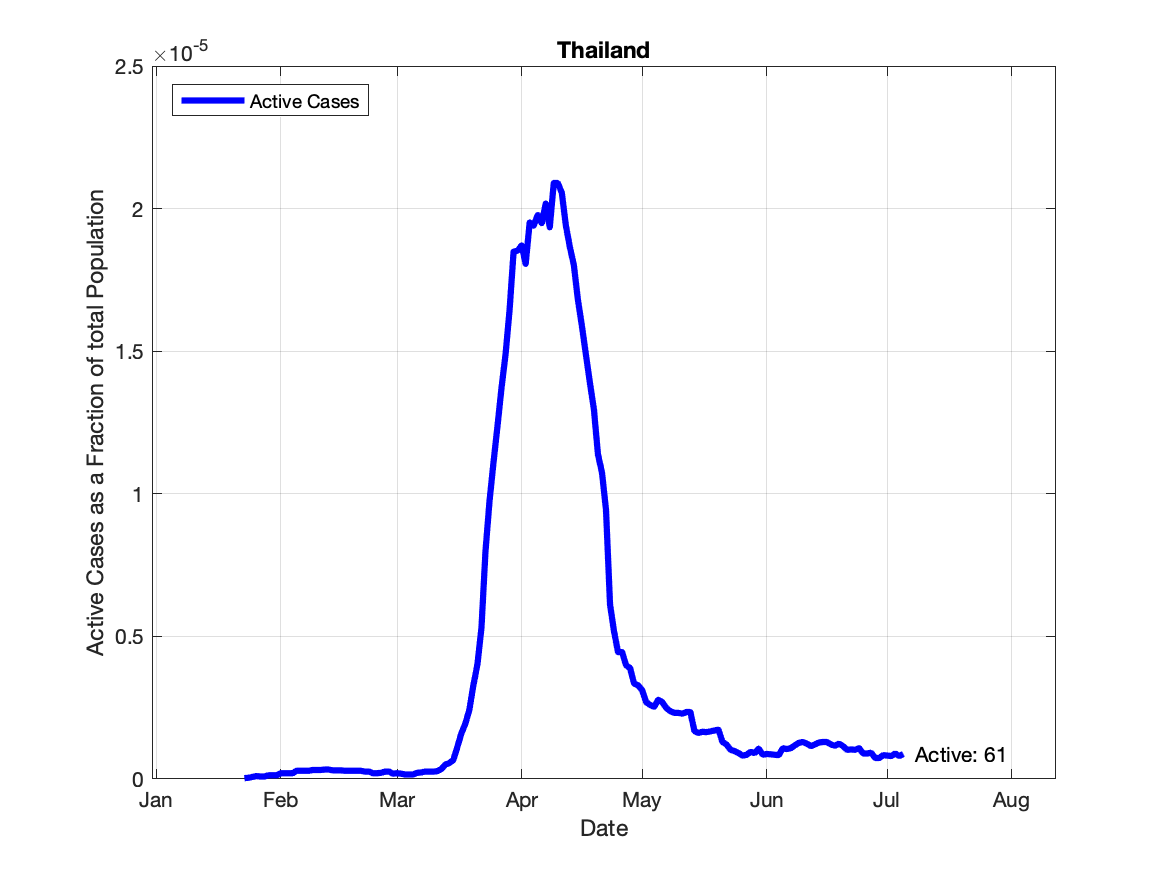 Thailand
×10-5
2.5
2
1.5
1
0.5
0
Active Cases as a Fraction of total Population
Active Cases
Active: 61
Jan Feb Mar Apr May Jun Jul Aug
Date